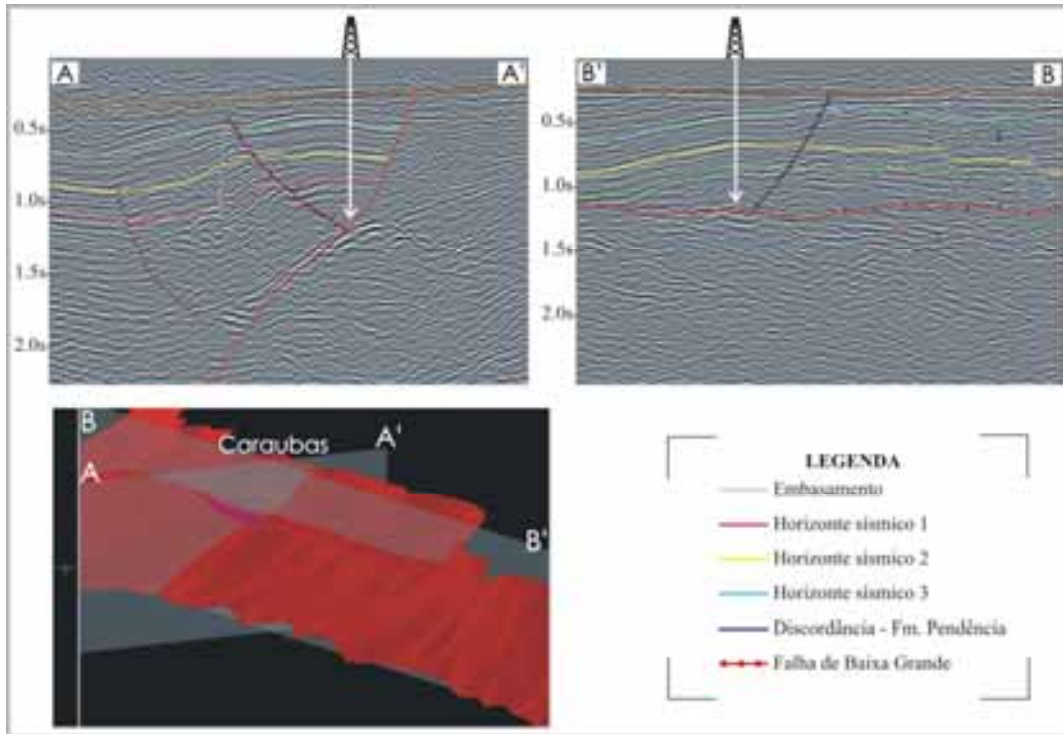 A
A'
0.5s
1.0s
1.5s
2.0s
B'
B
0.5s
1.0s
1.5s
2.0s
B
Caraubas
A'
A
B'
LEGENDA
Embasamento
Horizonte sísmico 1
Horizonte sísmico 2
Horizonte sísmico 3
Discordância - Fm. Pendência
Falha de Baixa Grande